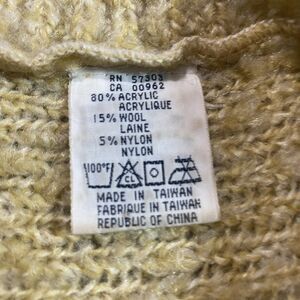 RN 57303
CA 00962
80% ACRYLIC
ACRYLIQUE
15% WOOL
LAINE
5% NYLON
NYLON
100°F CL
MADE IN TAIWAN
FABRIQUE IN TAIWAN
REPUBLIC OF CHINA